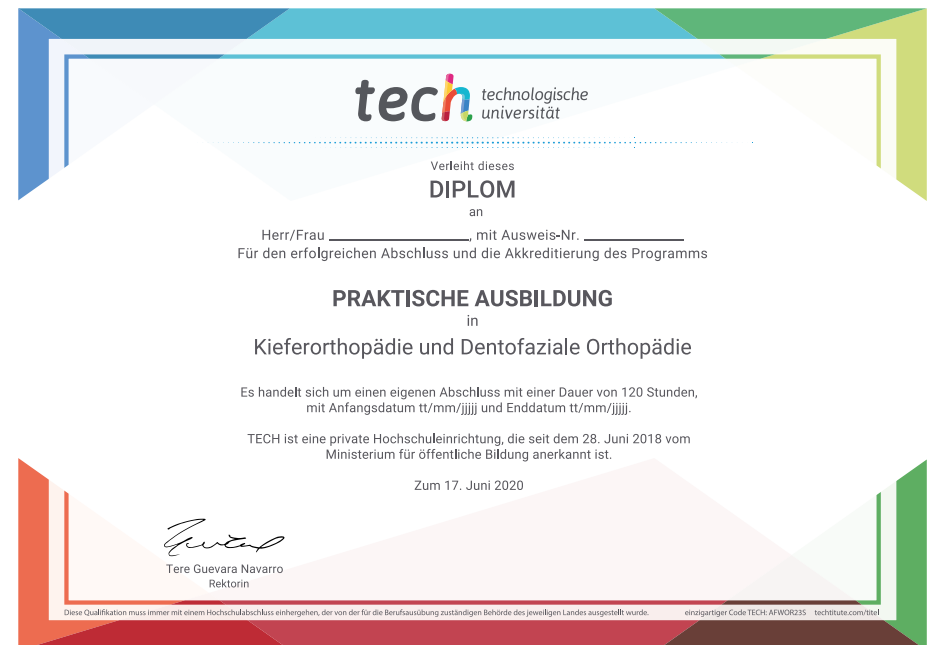 tech technologische
universität
Verleiht dieses
DIPLOM
an
Herr/Frau ____________________, mit Ausweis-Nr. ______________
Für den erfolgreichen Abschluss und die Akkreditierung des Programms
PRAKTISCHE AUSBILDUNG
in
Kieferorthopädie und Dentofaziale Orthopädie
Es handelt sich um einen eigenen Abschluss mit einer Dauer von 120 Stunden,
mit Anfangsdatum tt/mm/jjjjj und Enddatum tt/mm/jjjjj.
TECH ist eine private Hochschuleinrichtung, die seit dem 28. Juni 2018 vom
Ministerium für öffentliche Bildung anerkannt ist.
Zum 17. Juni 2020
Tere Guevara Navarro
Rektorin
Diese Qualifikation muss immer mit einem Hochschulabschluss einhergehen, der von der für die Berufsausübung zuständigen Behörde des jeweiligen Landes ausgestellt wurde. einzigartiger Code TECH: AFWOR23S techtitute.com/titel